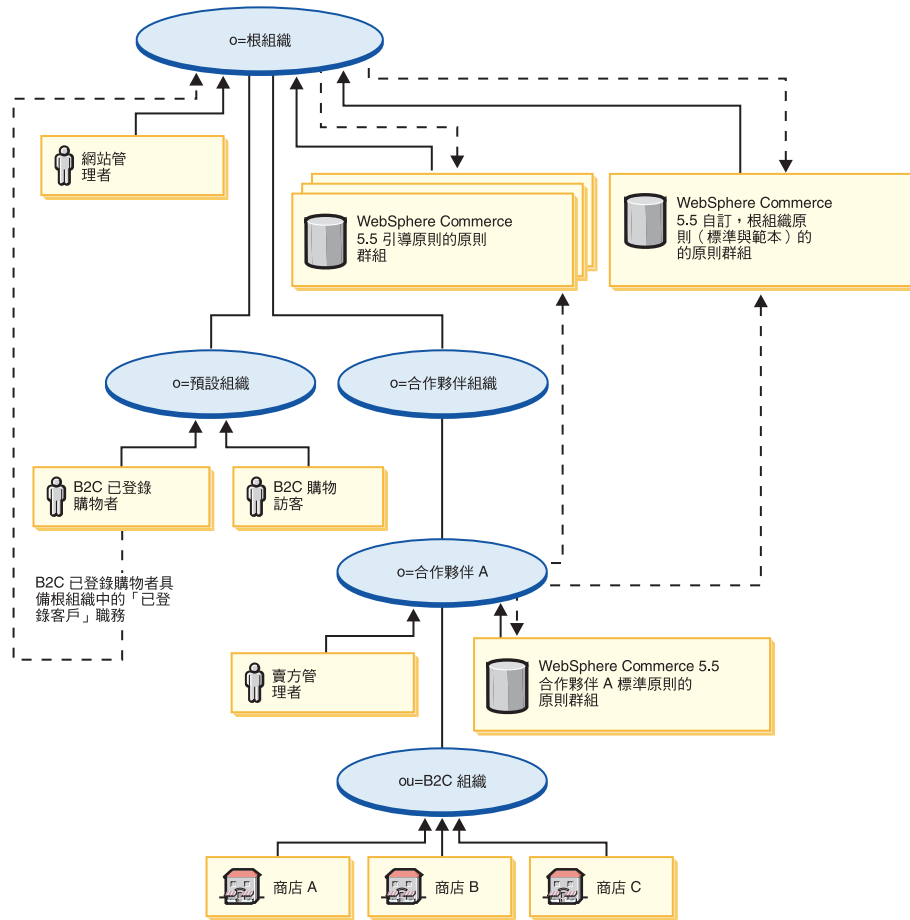 o=根組織
網站管
理者
WebSphere Commerce
5.5 引導原則的原則
群組
WebSphere Commerce
5.5 自訂，根組織原
則（標準與範本）的
的原則群組
o=預設組織
o=合作夥伴組織
B2C 已登錄
購物者
B2C 購物
訪客
o=合作夥伴 A
B2C 已登錄購物者具
備根組織中的「已登
錄客戶」職務
賣方管
理者
WebSphere Commerce 5.5
合作夥伴 A 標準原則的
原則群組
ou=B2C 組織
商店 A
商店 B
商店 C